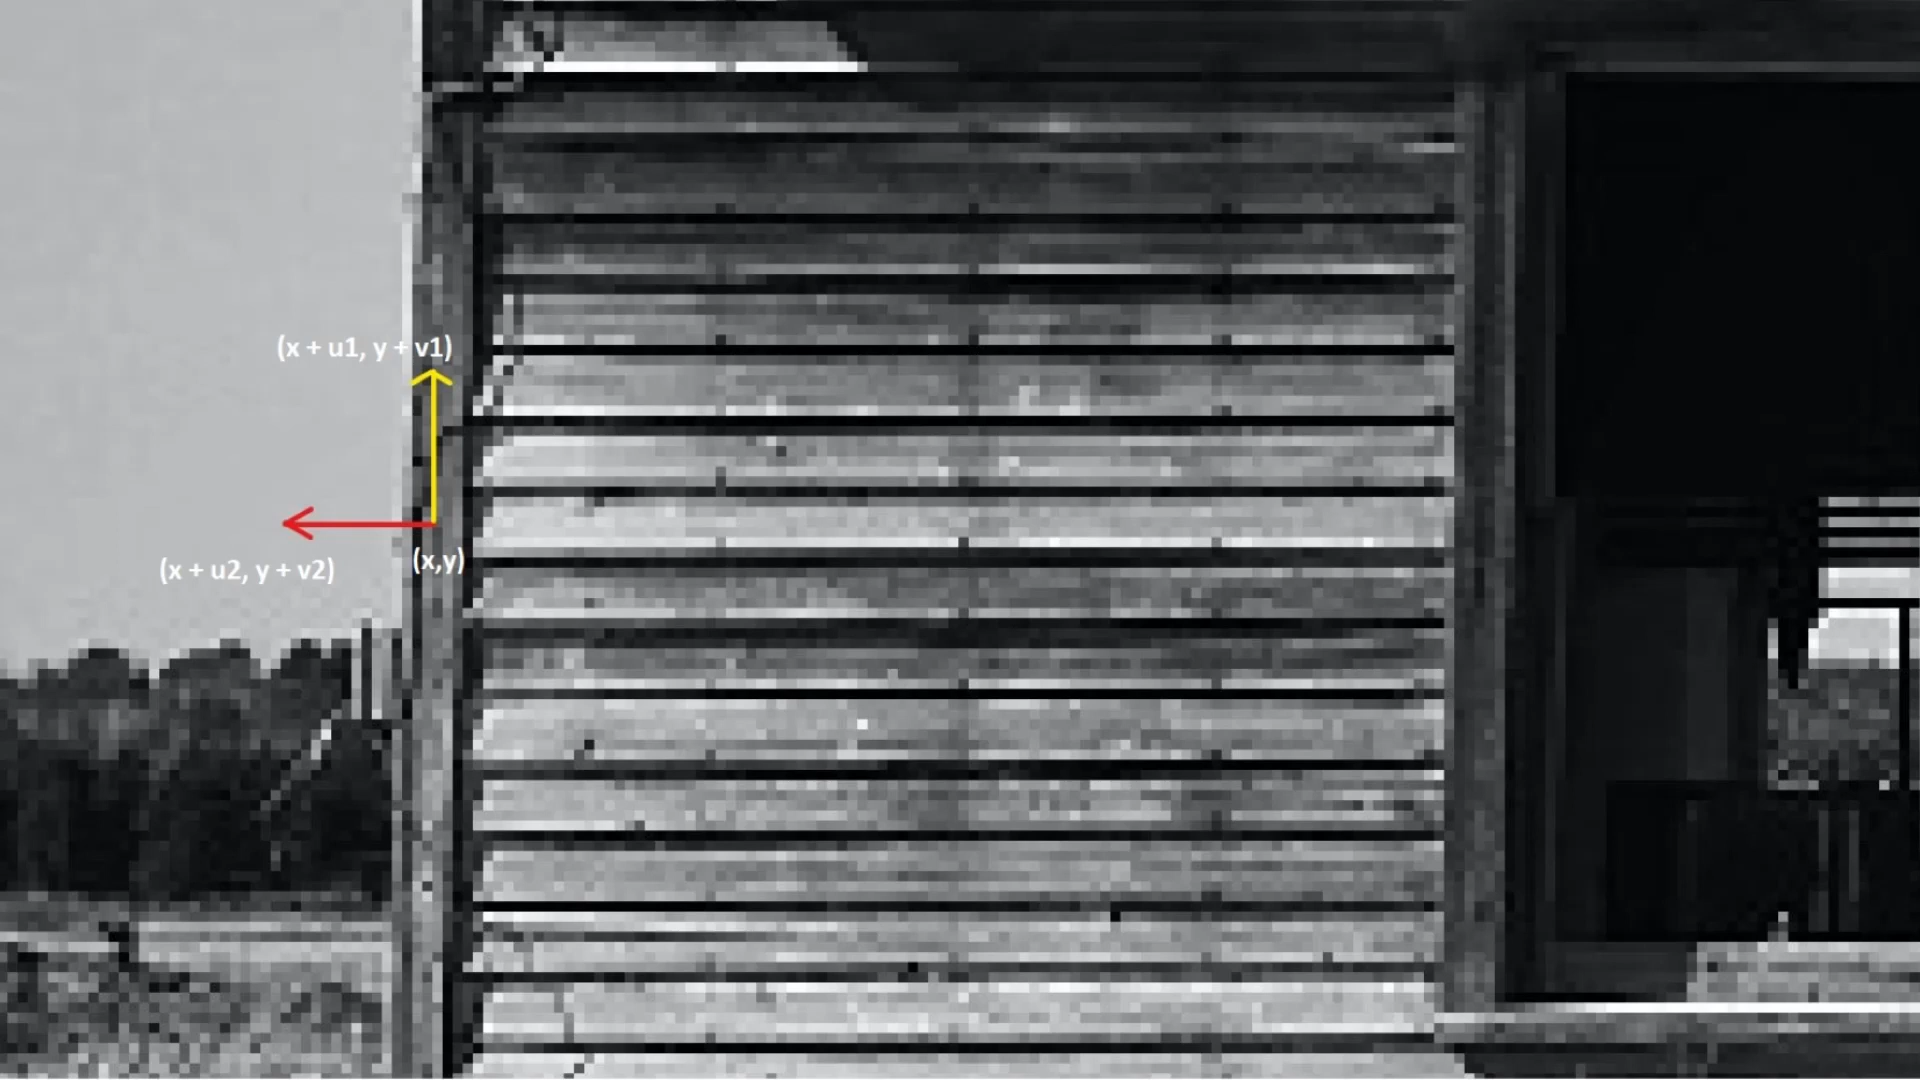 (x + u1, y + v1)
(x,y)
(x + u2, y + v2)